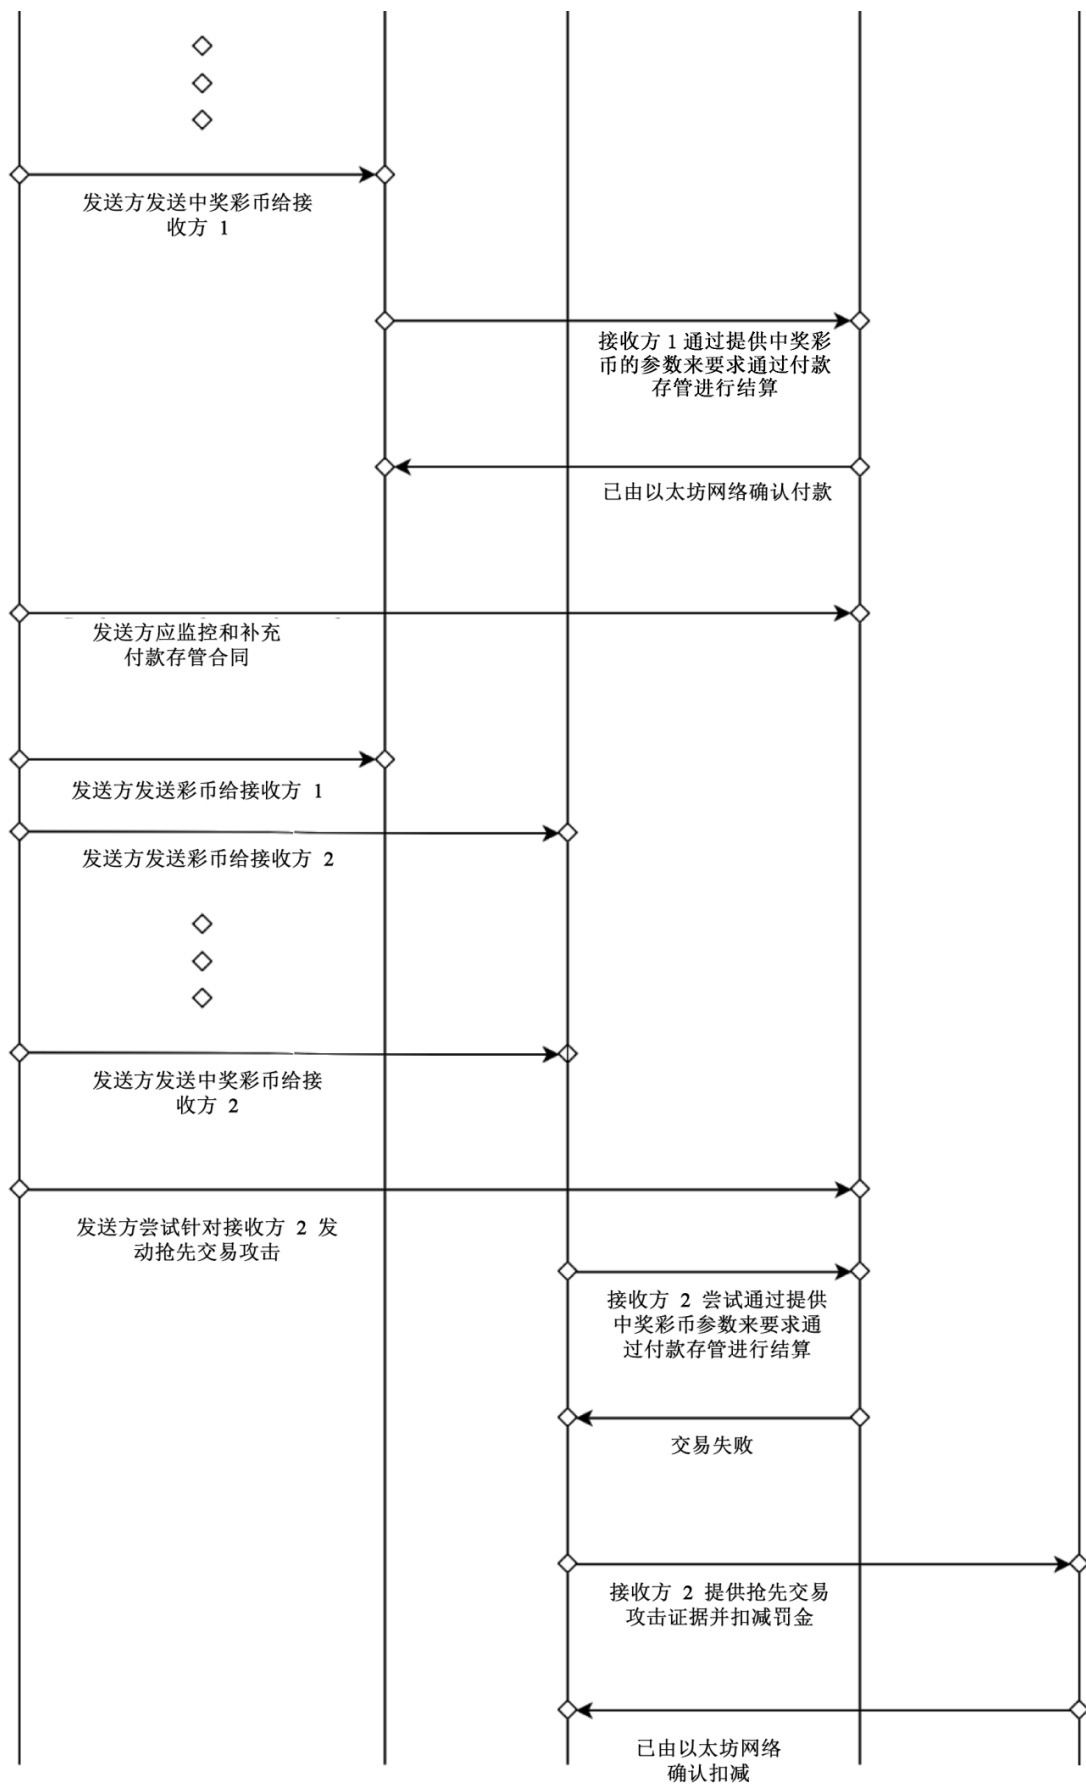 发送方发送中奖彩币给接
收方 1
接收方 1 通过提供中奖彩
币的参数来要求通过付款
存管进行结算
已由以太坊网络确认付款
发送方应监控和补充
付款存管合同
发送方发送彩币给接收方 1
发送方发送彩币给接收方 2
发送方发送中奖彩币给接
收方 2
发送方尝试针对接收方 2 发
动抢先交易攻击
接收方 2 尝试通过提供
中奖彩币参数来要求通
过付款存管进行结算
交易失败
接收方 2 提供抢先交易
攻击证据并扣减罚金
已由以太坊网络
确认扣减